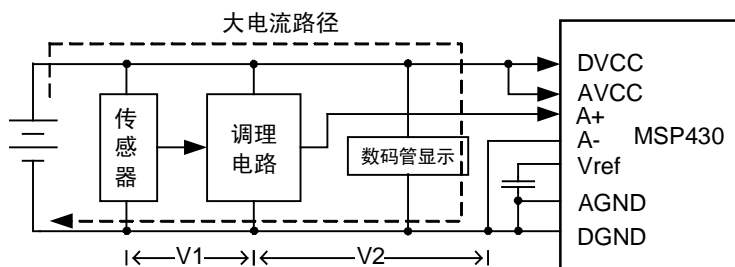 大电流路径
DVCC
AVCC
A+
A-
MSP430
Vref
AGND
DGND
传感器
调理电路
数码管显示
V1
V2